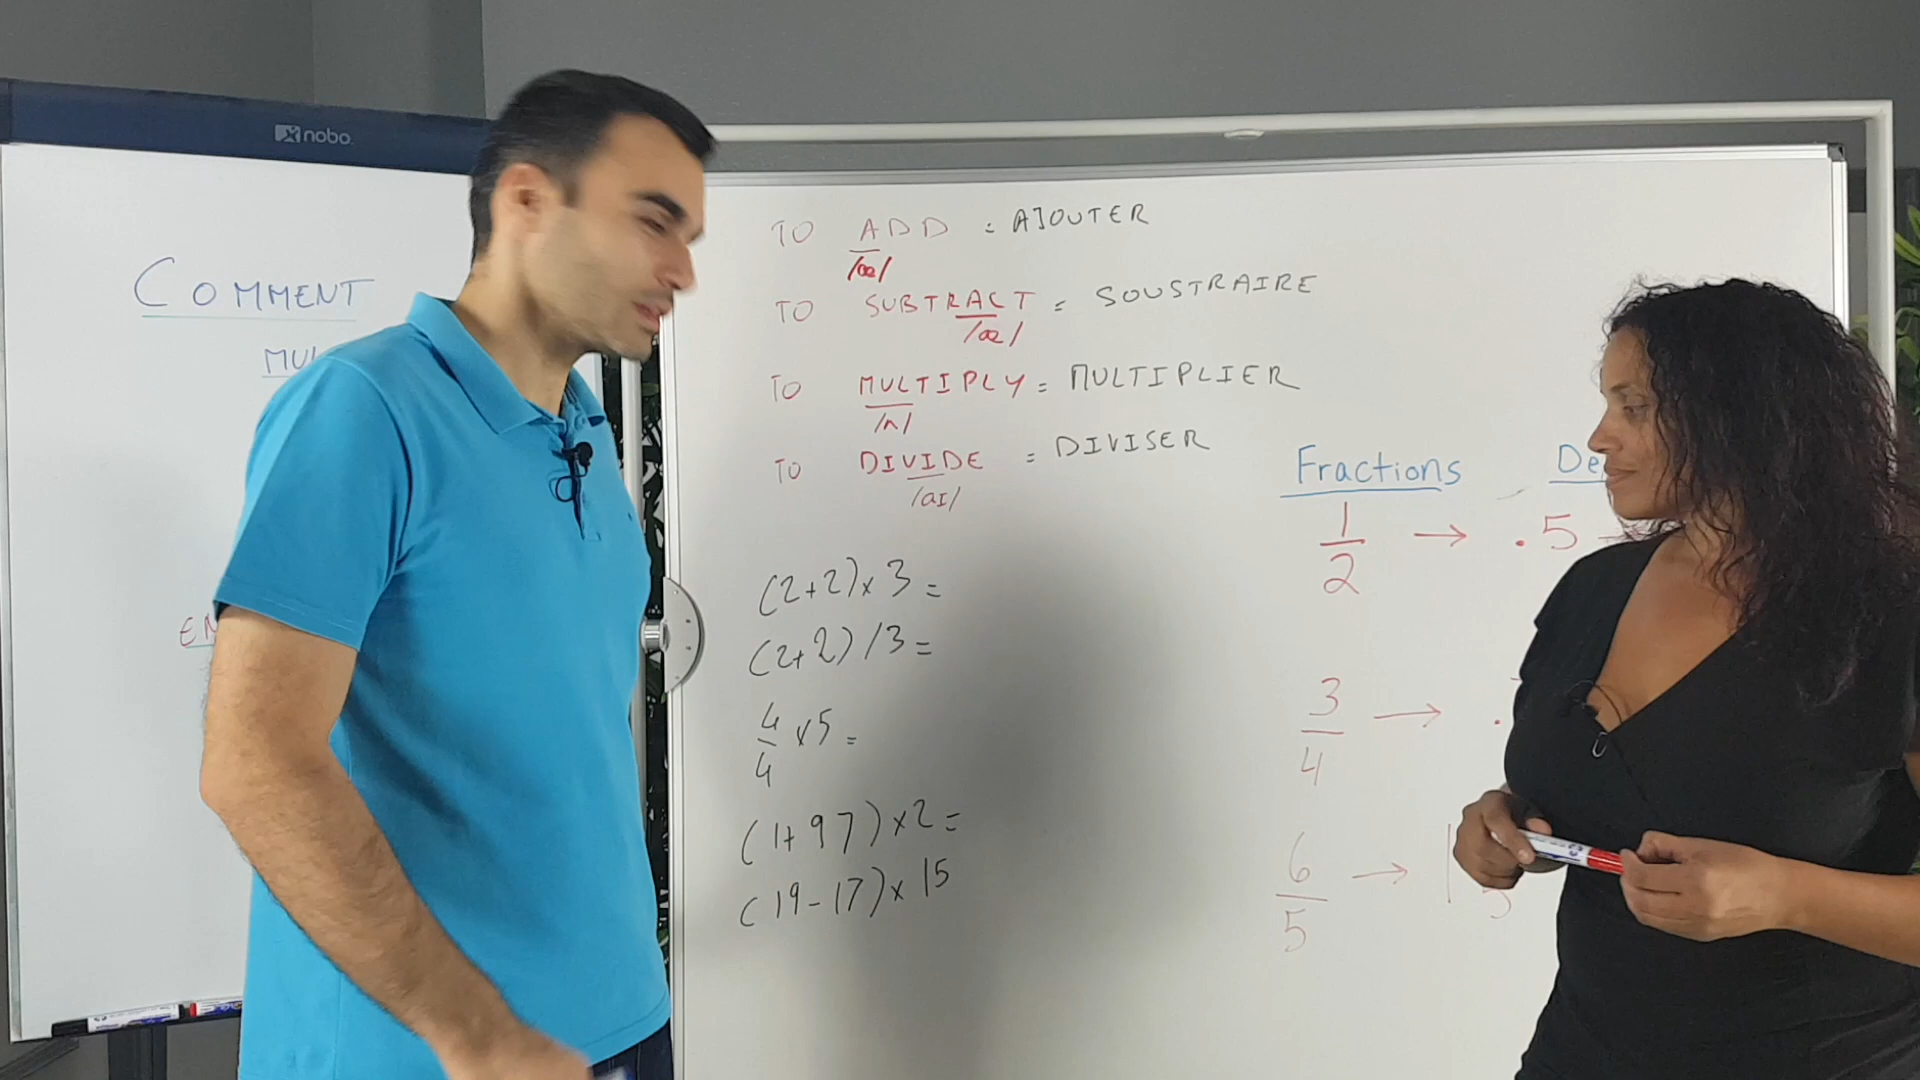 nobo
COMMENT
TO ADD = AJOUTER
/æ/
TO SUBTRACT = SOUSTRAIRE
/æ/
TO MULTIPLY = MULTIPLIER
/ʌ/
TO DIVIDE = DIVISER
/aɪ/
(2+2)x3=
(2+2)/3=
4/4 x5=
(1+97)x2=
(19-17)x15
Fractions
1/2 → .5
3/4 → .
6/5 → 1